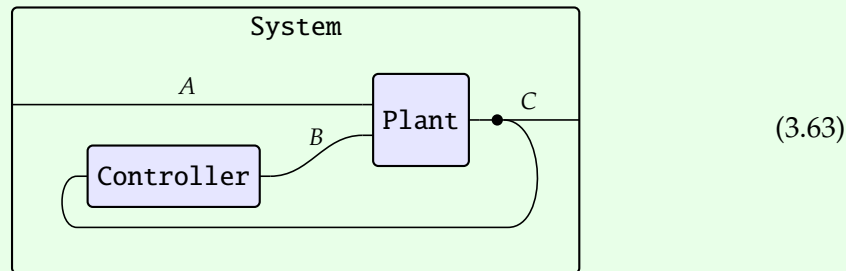 System
A
C
Plant
(3.63)
B
Controller